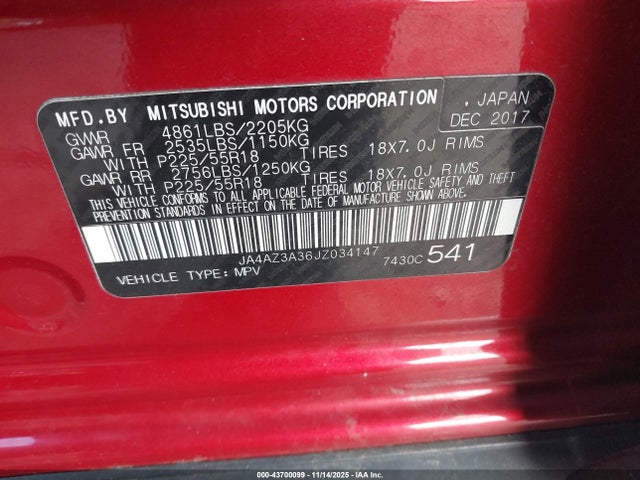 MFD.BY MITSUBISHI MOTORS CORPORATION , JAPAN
GVWR 4861LBS/2205KG DEC 2017
GAWR FR 2535LBS/1150KG
WITH P225/55R18 TIRES 18X7.0J RIMS
GAWR RR 2756LBS/1250KG
WITH P225/55R18 TIRES 18X7.0J RIMS
THIS VEHICLE CONFORMS TO ALL APPLICABLE FEDERAL MOTOR VEHICLE SAFETY AND THEFT
PREVENTION STANDARDS IN EFFECT ON THE DATE OF MANUFACTURE SHOWN ABOVE.
JA4AZ3A36JZ034147 7430C 541
VEHICLE TYPE: MPV
000-43700099 | 11/14/2025 | IAA Inc.